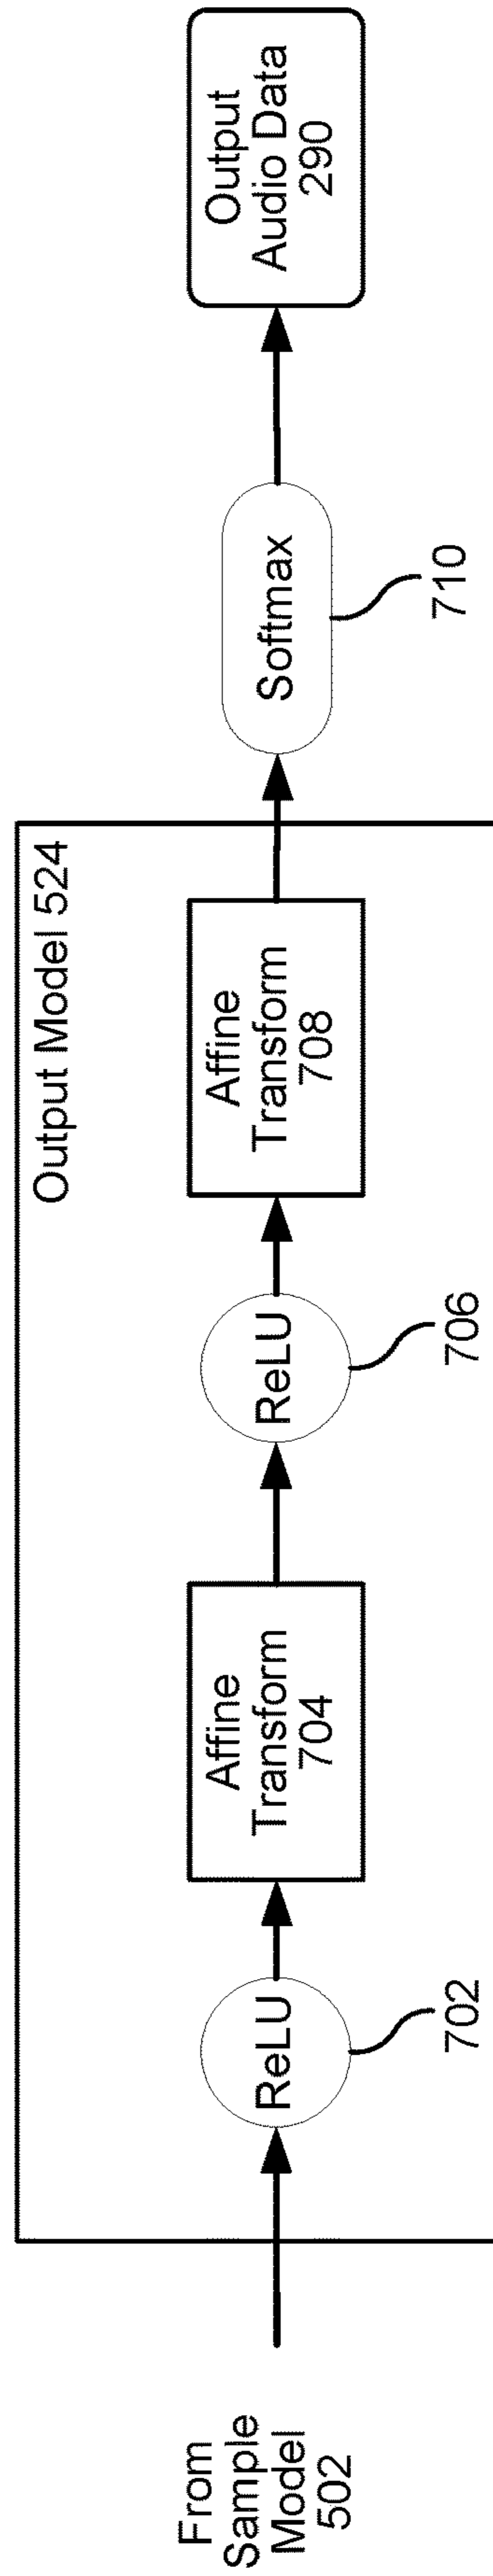 From
Sample
Model
502
Output Model 524
ReLU
702
Affine
Transform
704
ReLU
706
Affine
Transform
708
Softmax
710
Output
Audio Data
290